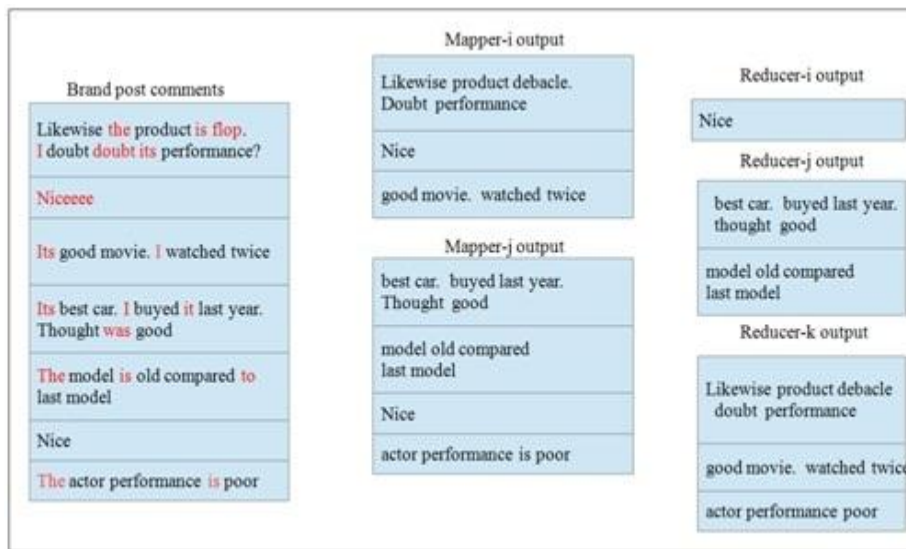 Brand post comments
Likewise the product is flop.
I doubt doubt its performance?
Niceeee
Its good movie. I watched twice
Its best car. I buyed it last year.
Thought was good
The model is old compared to
last model
Nice
The actor performance is poor
Mapper-i output
Likewise product debacle.
Doubt performance
Nice
good movie. watched twice
Mapper-j output
best car. buyed last year.
Thought good
model old compared
last model
Nice
actor performance is poor
Reducer-i output
Nice
Reducer-j output
best car. buyed last year.
thought good
model old compared
last model
Reducer-k output
Likewise product debacle
doubt performance
good movie. watched twice
actor performance poor